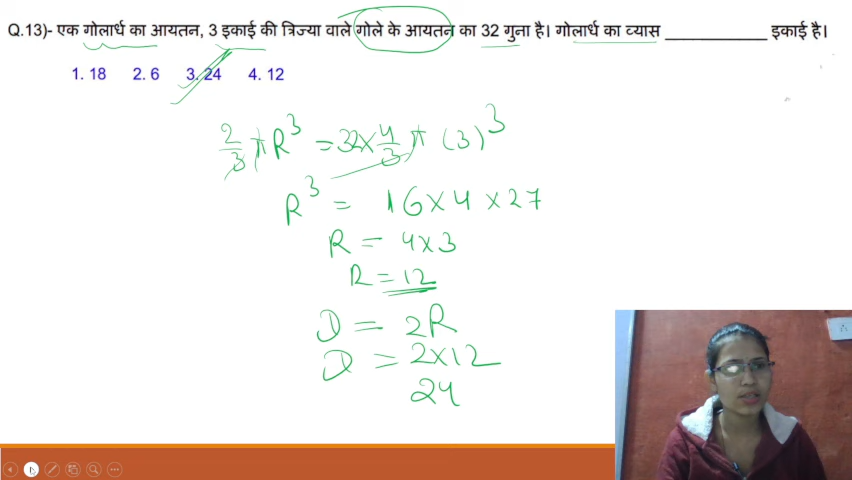 Q.13)- एक गोलार्ध का आयतन, 3 इकाई की त्रिज्या वाले गोले के आयतन का 32 गुना है। गोलार्ध का व्यास ____________ इकाई है।
1. 18 2. 6 3. 24 4. 12
2/3 π R³ = 32 × 4/3 π (3)³
R³ = 16 × 4 × 27
R = 4 × 3
R = 12
D = 2R
D = 2 × 12
24